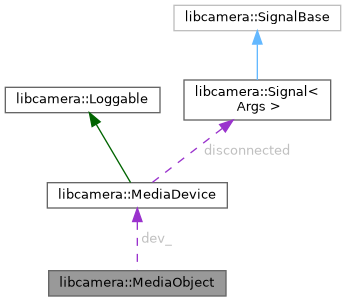 libcamera::SignalBase
libcamera::Loggable
libcamera::Signal<
Args >
disconnected
libcamera::MediaDevice
dev_
libcamera::MediaObject